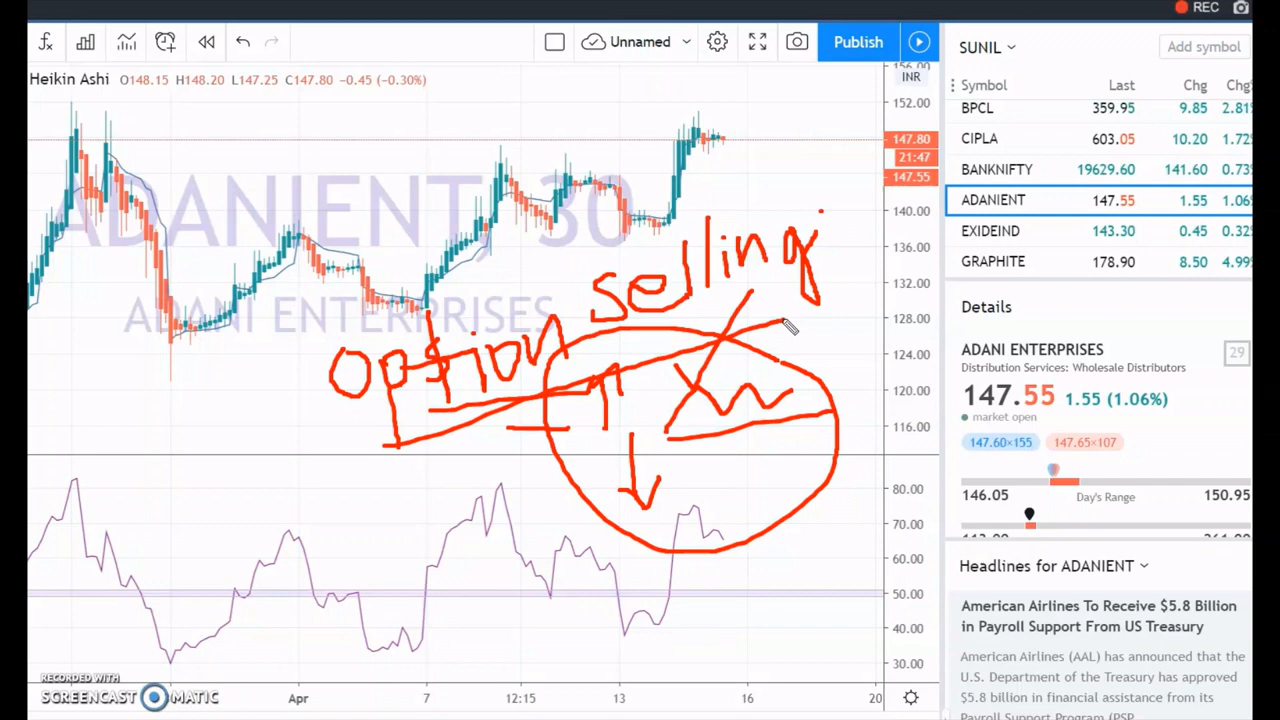 REC
Unnamed
Publish
SUNIL
Add symbol
Heikin Ashi O148.15 H148.20 L147.25 C147.80 −0.45 (−0.30%)
INR
156.00
152.00
147.80
21:47
147.55
140.00
136.00
132.00
128.00
124.00
120.00
116.00
80.00
70.00
60.00
50.00
40.00
30.00
ADANIENT, 30
ADANI ENTERPRISES
option selling
Apr 7 12:15 13 16 20
RECORDED WITH
SCREENCAST MATIC
Symbol Last Chg Chg%
BPCL 359.95 9.85 2.81%
CIPLA 603.05 10.20 1.72%
BANKNIFTY 19629.60 141.60 0.73%
ADANIENT 147.55 1.55 1.06%
EXIDEIND 143.30 0.45 0.32%
GRAPHITE 178.90 8.50 4.99%
Details
ADANI ENTERPRISES 29
Distribution Services: Wholesale Distributors
147.55 1.55 (1.06%)
market open
147.60×155 147.65×107
146.05 Day's Range 150.95
Headlines for ADANIENT
American Airlines To Receive $5.8 Billion
in Payroll Support From US Treasury
American Airlines (AAL) has announced that the
U.S. Department of the Treasury has approved
$5.8 billion in financial assistance from its
Payroll Support Program (PSP